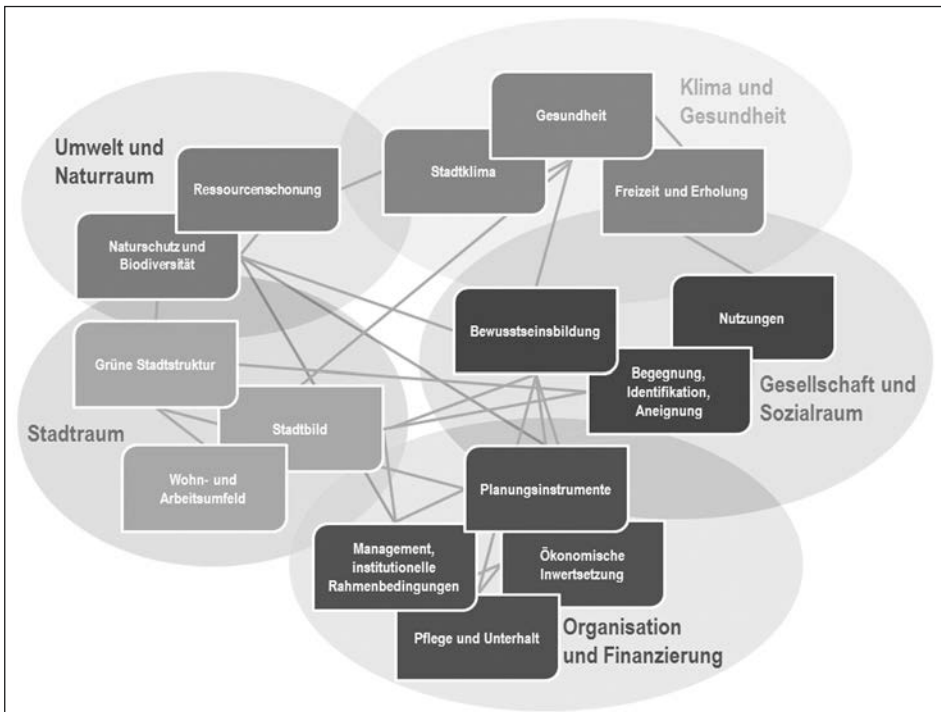 Klima und
Gesundheit
Gesundheit
Stadtklima
Freizeit und Erholung
Umwelt und
Naturraum
Ressourcenschonung
Naturschutz und
Biodiversität
Bewusstseinsbildung
Nutzungen
Begegnung,
Identifikation,
Aneignung
Gesellschaft und
Sozialraum
Grüne Stadtstruktur
Stadtraum
Stadtbild
Wohn- und
Arbeitsumfeld
Planungsinstrumente
Management,
institutionelle
Rahmenbedingungen
Ökonomische
Inwertsetzung
Pflege und Unterhalt
Organisation
und Finanzierung